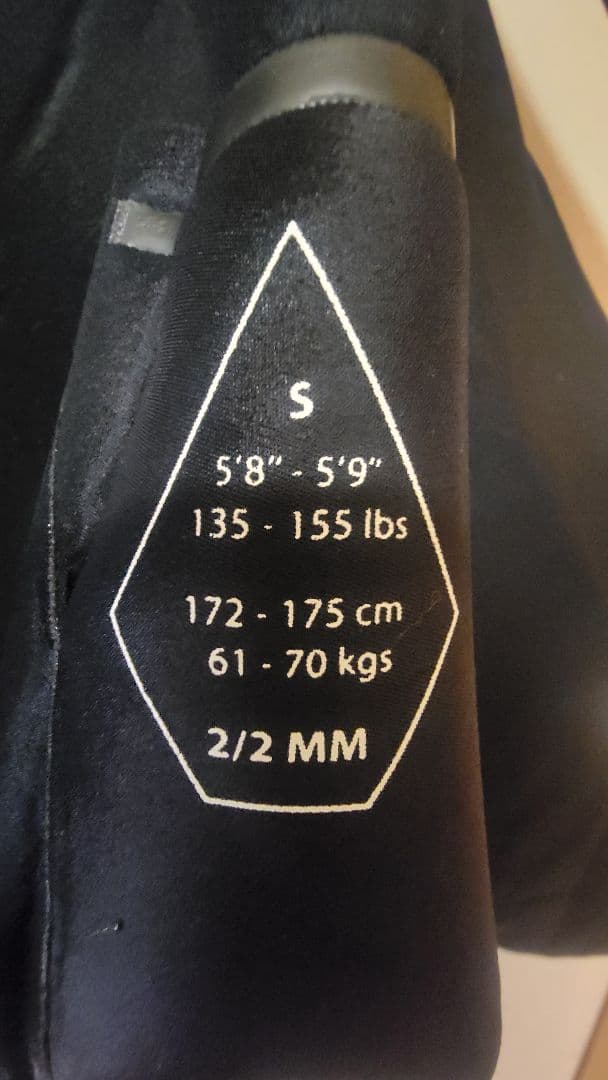 S
5'8" - 5'9"
135 - 155 lbs
172 - 175 cm
61 - 70 kgs
2/2 MM